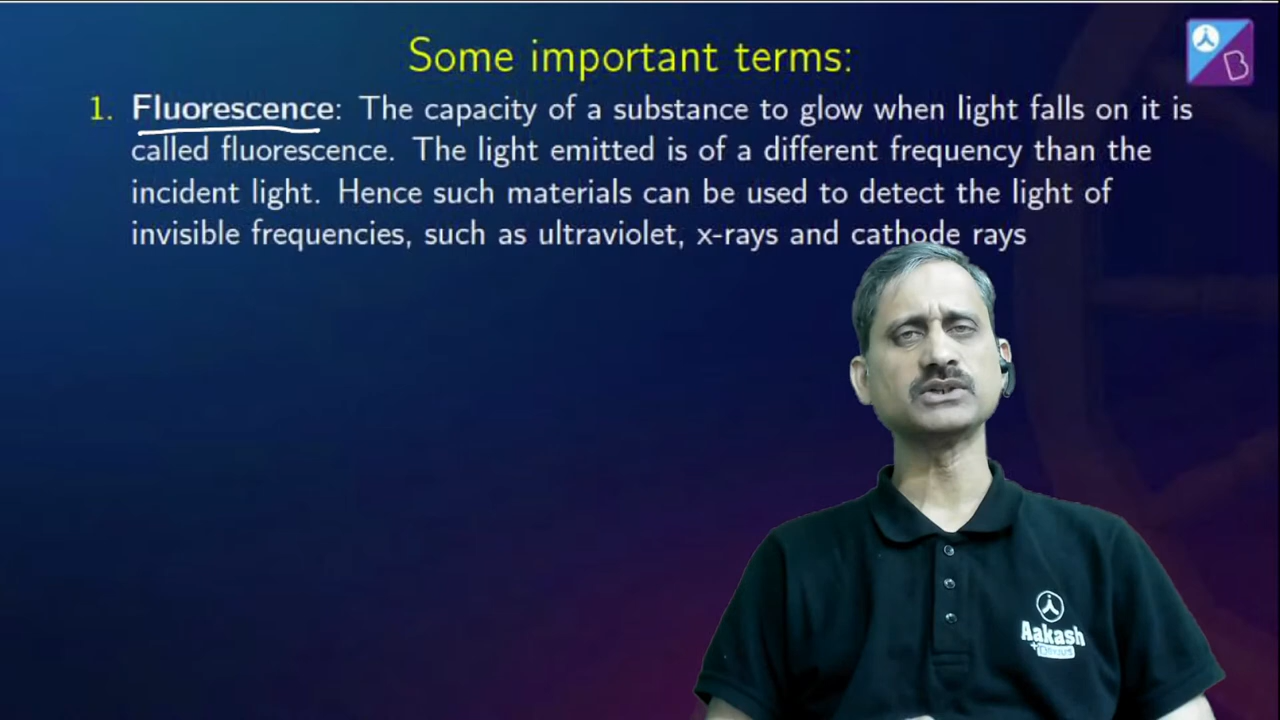 Some important terms:
1. Fluorescence: The capacity of a substance to glow when light falls on it is
called fluorescence. The light emitted is of a different frequency than the
incident light. Hence such materials can be used to detect the light of
invisible frequencies, such as ultraviolet, x-rays and cathode rays
B
Aakash